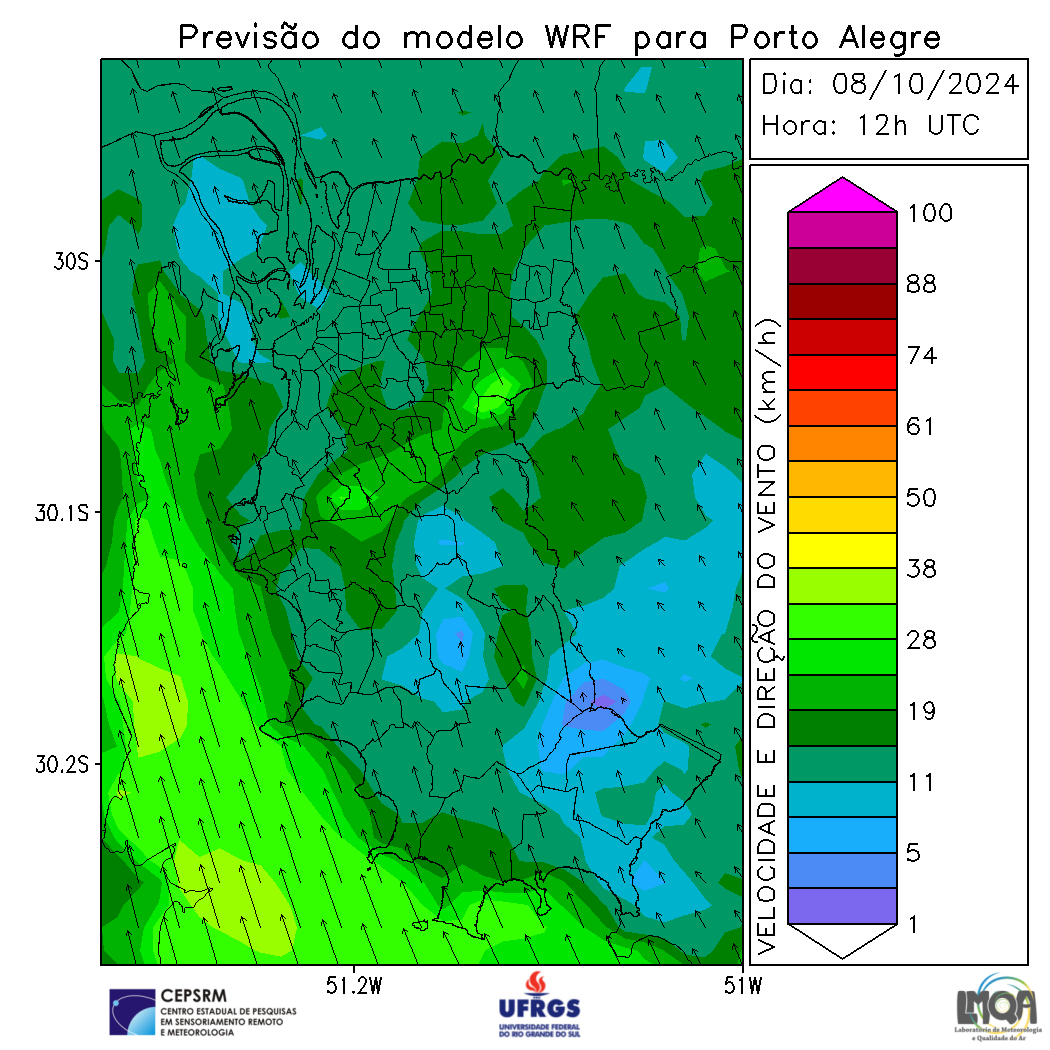 Previsão do modelo WRF para Porto Alegre
Dia: 08/10/2024
Hora: 12h UTC
30S
30.1S
30.2S
51.2W
51W
VELOCIDADE E DIREÇÃO DO VENTO (km/h)
100
88
74
61
50
38
28
19
11
5
1
CEPSRM
CENTRO ESTADUAL DE PESQUISAS
EM SENSORIAMENTO REMOTO
E METEOROLOGIA
UFRGS
UNIVERSIDADE FEDERAL
DO RIO GRANDE DO SUL
LMQA
Laboratório de Meteorologia
e Qualidade do Ar